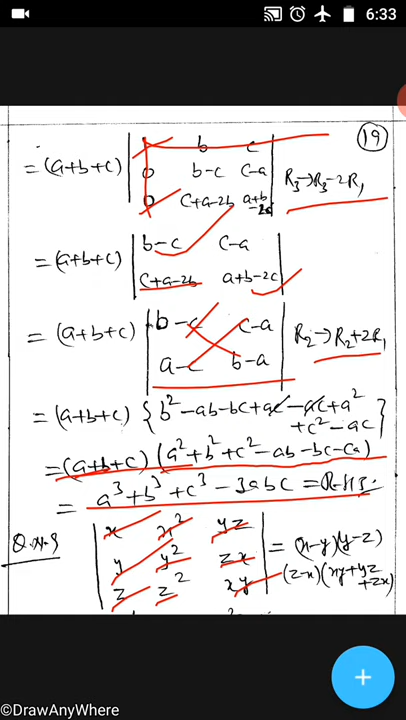 6:33
19
= (a+b+c) | 1 b c |
| 0 b-c c-a | R₃→R₃-2R₁
| 0 c+a-2b a+b-2c |
= (a+b+c) | b-c c-a |
| c+a-2b a+b-2c |
= (a+b+c) | b-c c-a | R₂→R₂+2R₁
| a-c b-a |
= (a+b+c) { b²-ab-bc+ac-ac+a²
+c²-ac }
= (a+b+c) (a²+b²+c²-ab-bc-ca)
= a³+b³+c³-3abc = R.H.S.
Q.N.9
| x x² yz |
| y y² zx | = (x-y)(y-z)
| z z² xy | (z-x)(xy+yz+zx)
©DrawAnyWhere
+